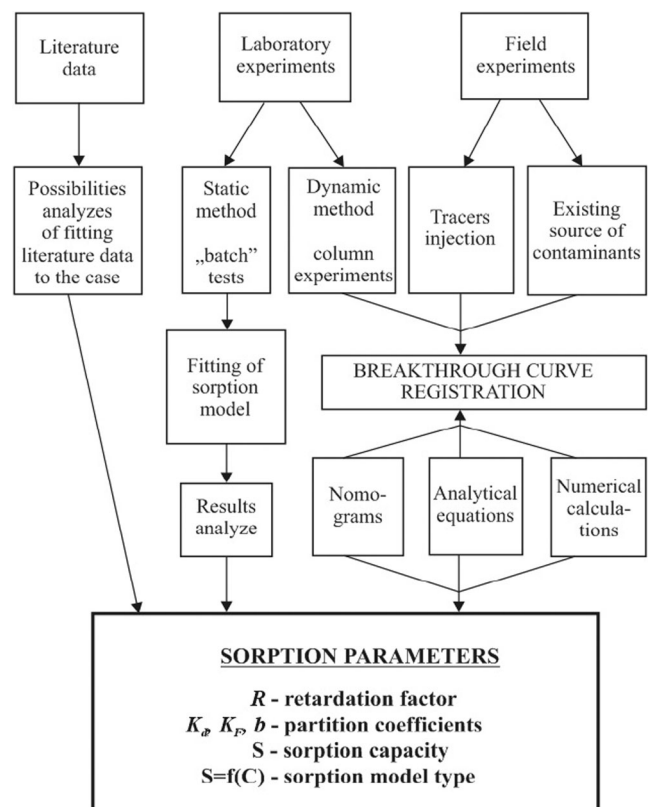 Literature
data
Laboratory
experiments
Field
experiments
Possibilities
analyzes
of fitting
literature data
to the case
Static
method
„batch”
tests
Dynamic
method
column
experiments
Tracers
injection
Existing
source of
contaminants
Fitting of
sorption
model
BREAKTHROUGH CURVE
REGISTRATION
Results
analyze
Nomo-
grams
Analytical
equations
Numerical
calcula-
tions
SORPTION PARAMETERS
R - retardation factor
Kd, KF, b - partition coefficients
S - sorption capacity
S=f(C) - sorption model type